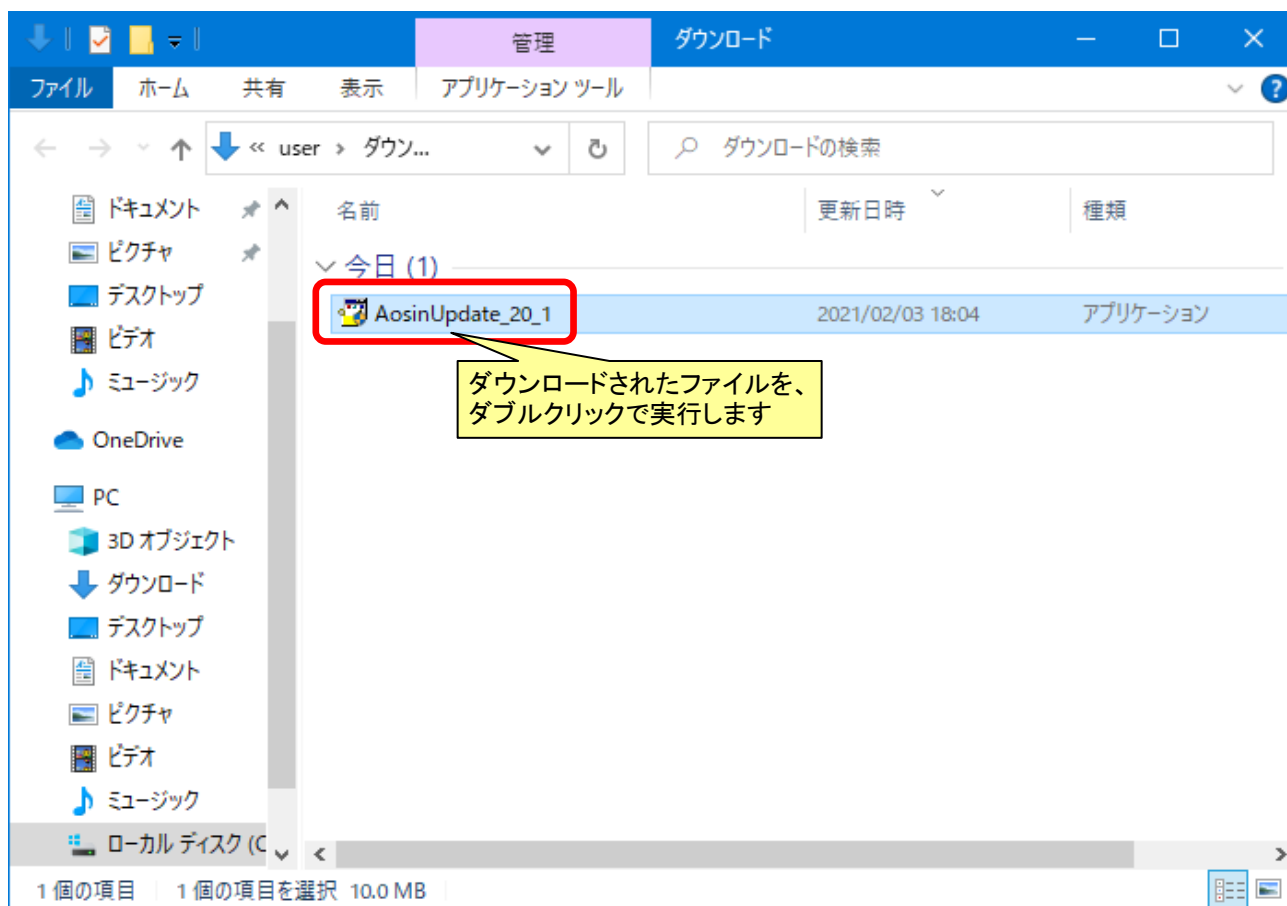 管理
ダウンロード
ファイル
ホーム
共有
表示
アプリケーション ツール
?
« user › ダウン...
ダウンロードの検索
ドキュメント
ピクチャ
デスクトップ
ビデオ
ミュージック
OneDrive
PC
3D オブジェクト
ダウンロード
デスクトップ
ドキュメント
ピクチャ
ビデオ
ミュージック
ローカル ディスク (C
名前
更新日時
種類
今日 (1)
AosinUpdate_20_1
2021/02/03 18:04
アプリケーション
ダウンロードされたファイルを、
ダブルクリックで実行します
1 個の項目
1 個の項目を選択 10.0 MB